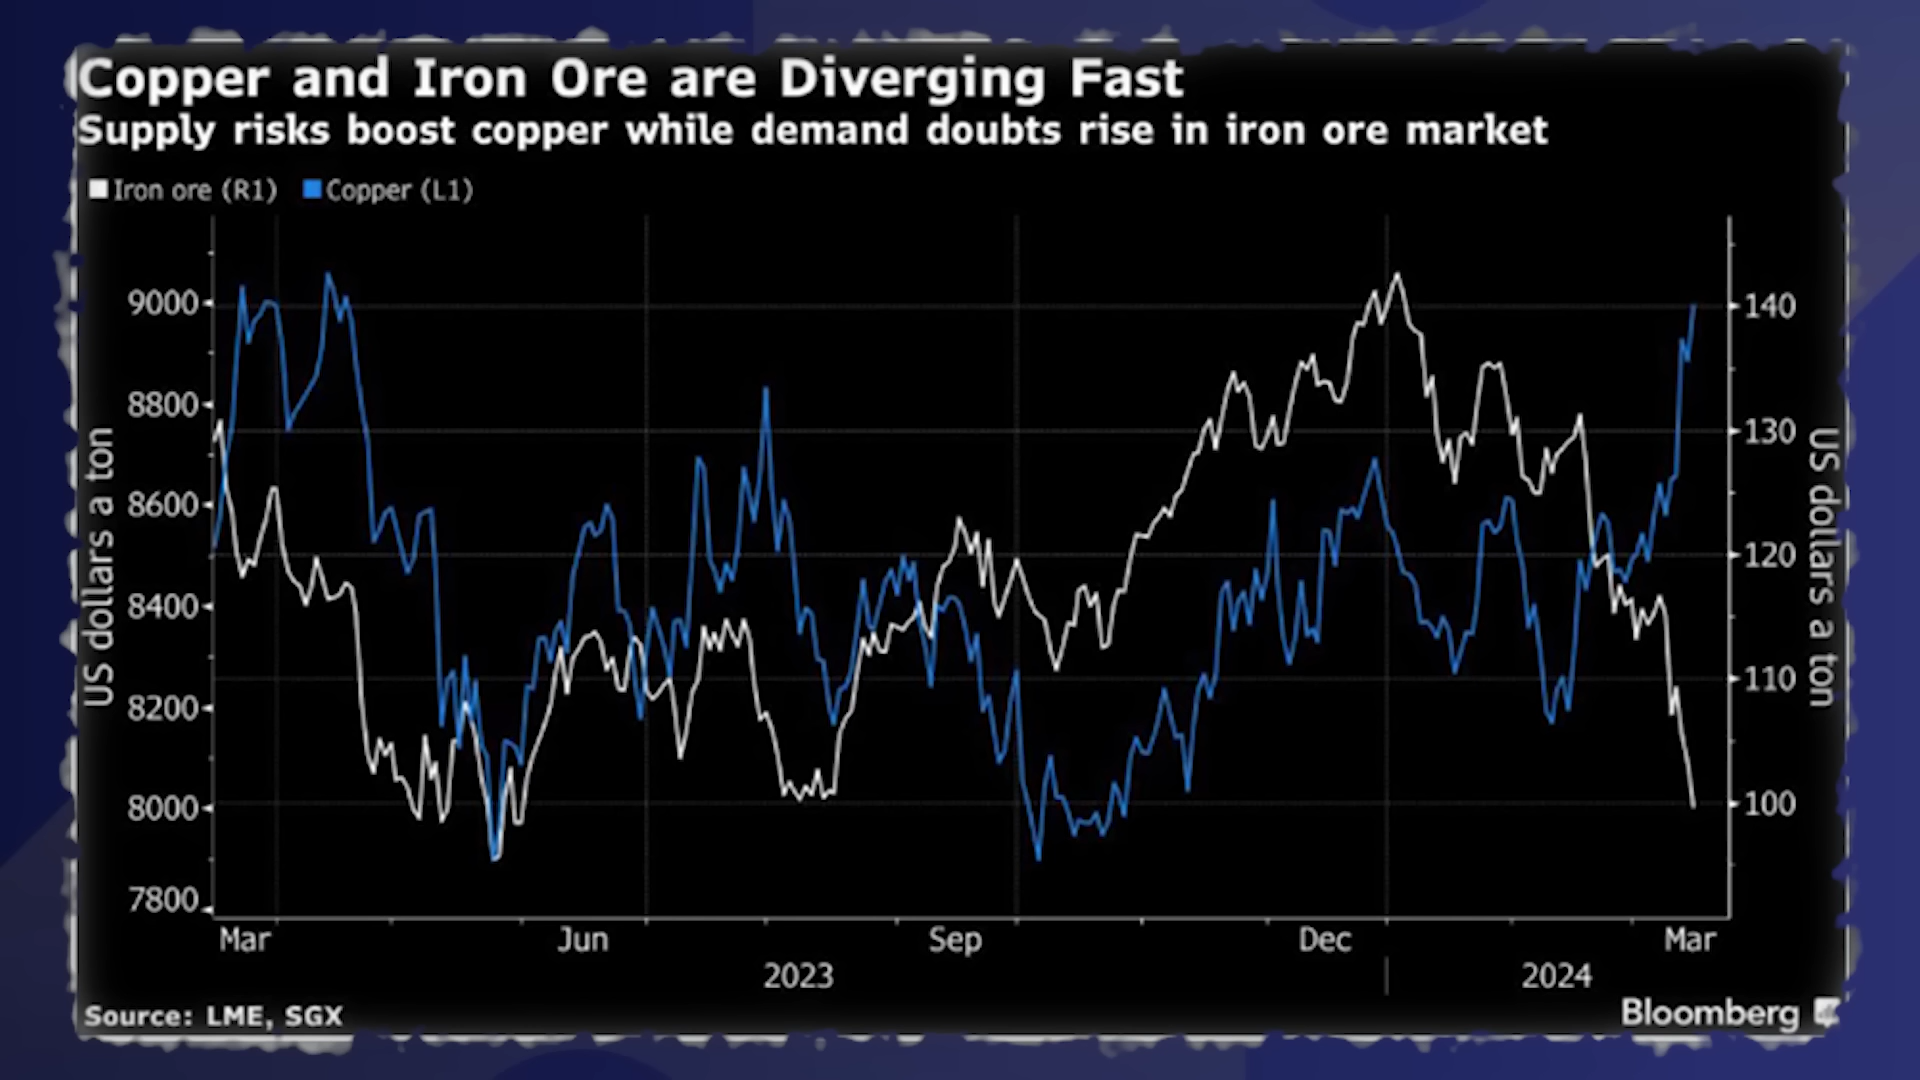 Copper and Iron Ore are Diverging Fast
Supply risks boost copper while demand doubts rise in iron ore market
Iron ore (R1) Copper (L1)
US dollars a ton
9000
8800
8600
8400
8200
8000
7800
140
130
120
110
100
US dollars a ton
Mar Jun Sep Dec Mar
2023 2024
Source: LME, SGX
Bloomberg